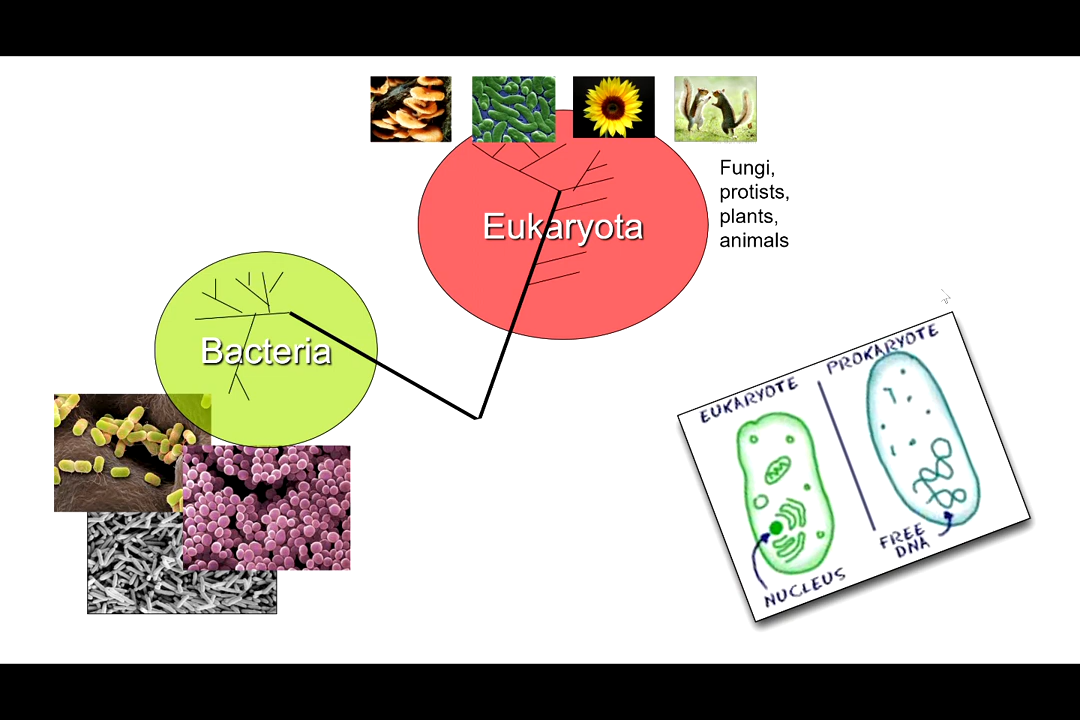 Fungi,
protists,
plants,
animals
Eukaryota
Bacteria
EUKARYOTE
PROKARYOTE
FREE
DNA
NUCLEUS